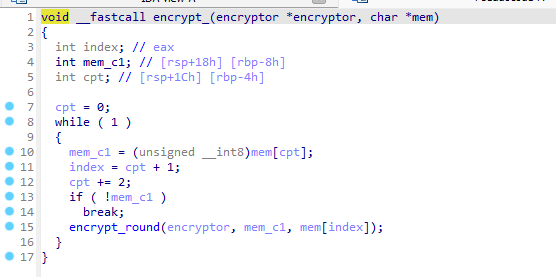 1 void __fastcall encrypt_(encryptor *encryptor, char *mem)
2 {
3 int index; // eax
4 int mem_c1; // [rsp+18h] [rbp-8h]
5 int cpt; // [rsp+1Ch] [rbp-4h]
6
7 cpt = 0;
8 while ( 1 )
9 {
10 mem_c1 = (unsigned __int8)mem[cpt];
11 index = cpt + 1;
12 cpt += 2;
13 if ( !mem_c1 )
14 break;
15 encrypt_round(encryptor, mem_c1, mem[index]);
16 }
17 }